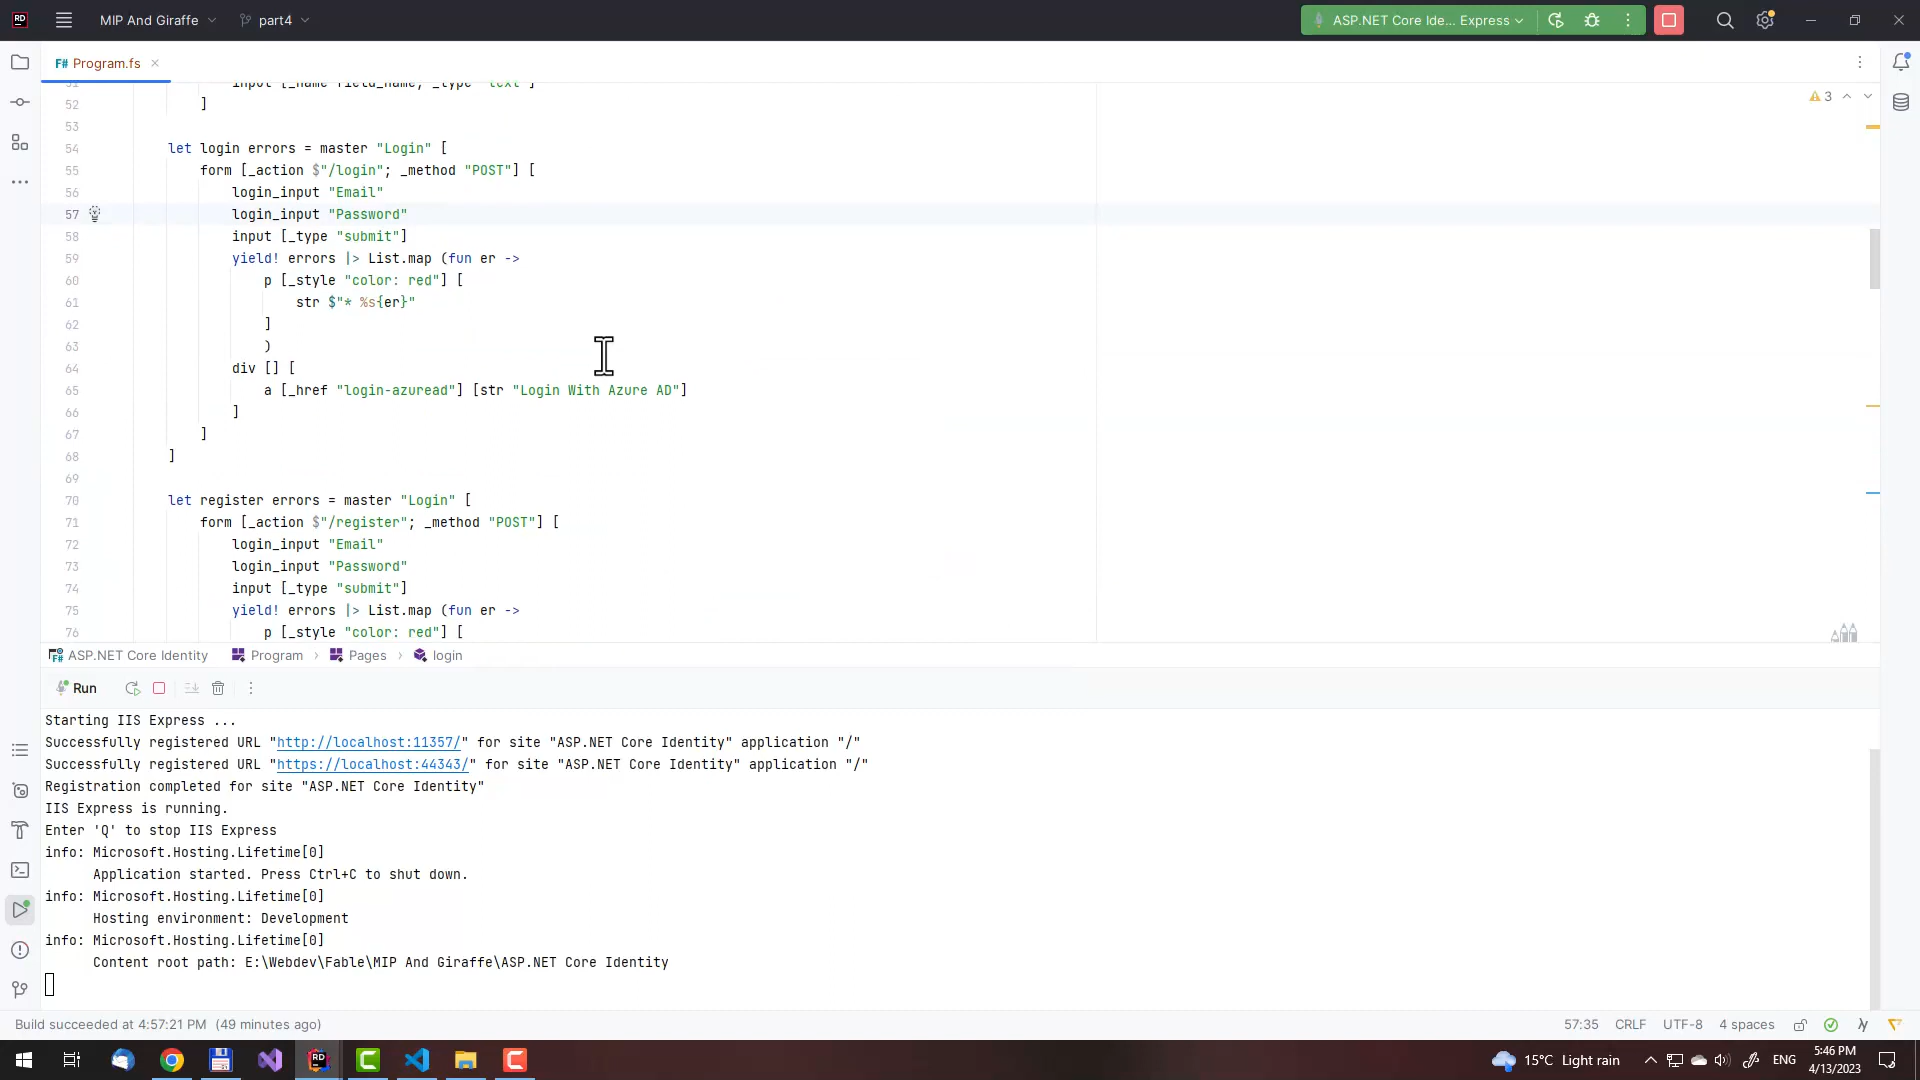 RD MIP And Giraffe part4 ASP.NET Core Ide... Express
F# Program.fs
51 input [_name field_name; _type "text"]
52 ]
3
53
54 let login errors = master "Login" [
55 form [_action $"/login"; _method "POST"] [
56 login_input "Email"
57 login_input "Password"
58 input [_type "submit"]
59 yield! errors |> List.map (fun er ->
60 p [_style "color: red"] [
61 str $"* %s{er}"
62 ]
63 )
64 div [] [
65 a [_href "login-azuread"] [str "Login With Azure AD"]
66 ]
67 ]
68 ]
69
70 let register errors = master "Login" [
71 form [_action $"/register"; _method "POST"] [
72 login_input "Email"
73 login_input "Password"
74 input [_type "submit"]
75 yield! errors |> List.map (fun er ->
76 p [_style "color: red"] [
ASP.NET Core Identity Program › Pages › login
Run
Starting IIS Express ...
Successfully registered URL "http://localhost:11357/" for site "ASP.NET Core Identity" application "/"
Successfully registered URL "https://localhost:44343/" for site "ASP.NET Core Identity" application "/"
Registration completed for site "ASP.NET Core Identity"
IIS Express is running.
Enter 'Q' to stop IIS Express
info: Microsoft.Hosting.Lifetime[0]
Application started. Press Ctrl+C to shut down.
info: Microsoft.Hosting.Lifetime[0]
Hosting environment: Development
info: Microsoft.Hosting.Lifetime[0]
Content root path: E:\Webdev\Fable\MIP And Giraffe\ASP.NET Core Identity
Build succeeded at 4:57:21 PM (49 minutes ago) 57:35 CRLF UTF-8 4 spaces
15°C Light rain ENG 5:46 PM
4/13/2023